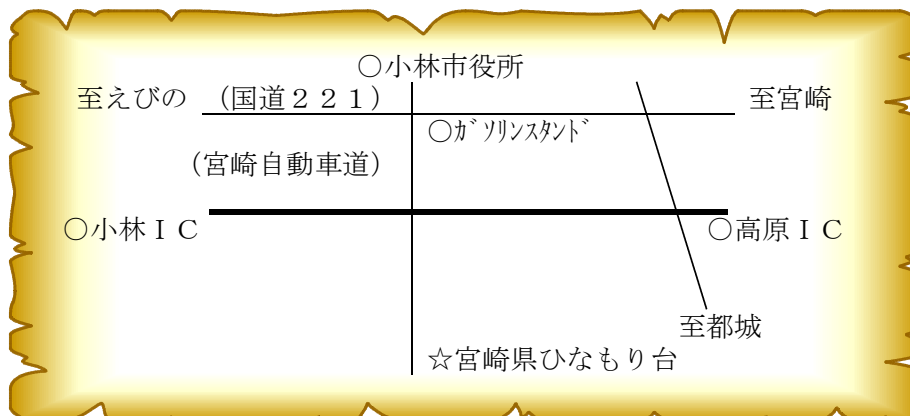 ○小林市役所
至えびの (国道221) 至宮崎
○ガソリンスタンド
(宮崎自動車道)
○小林IC ○高原IC
至都城
☆宮崎県ひなもり台